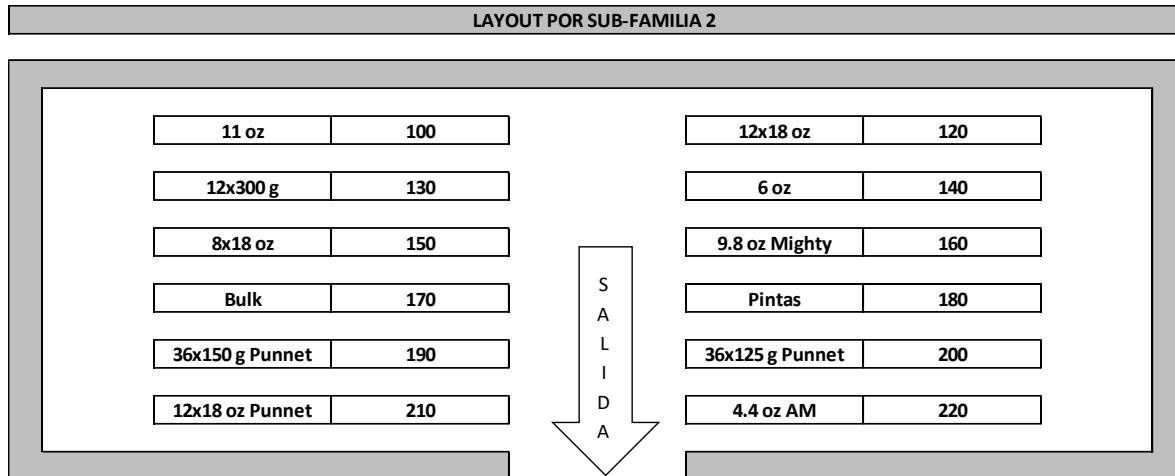 LAYOUT POR SUB-FAMILIA 2
11 oz 100 12x18 oz 120
12x300 g 130 6 oz 140
8x18 oz 150 9.8 oz Mighty 160
Bulk 170 Pintas 180
36x150 g Punnet 190 36x125 g Punnet 200
12x18 oz Punnet 210 4.4 oz AM 220
S
A
L
I
D
A